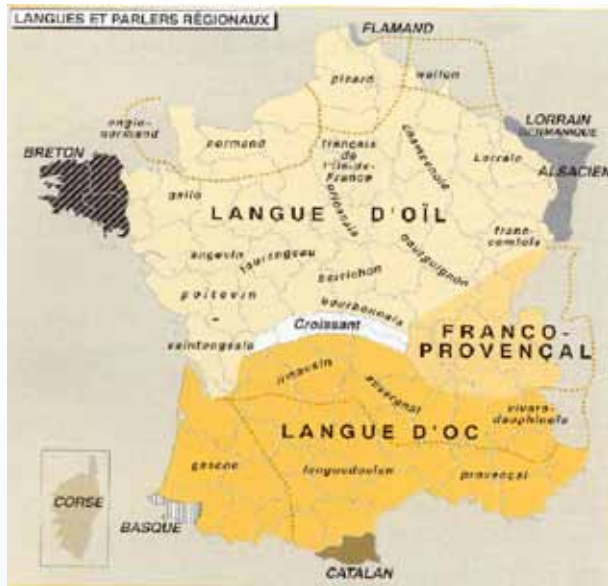 LANGUES ET PARLERS RÉGIONAUX
FLAMAND
picard
wallon
anglo-
normand
normand
LORRAIN
GERMANIQUE
BRETON
français
de
l'Ile-de-
France
champenois
Lorrain
ALSACIEN
gallo
orléanais
LANGUE D'OÏL
franc-
comtois
angevin
tourangeau
berrichon
bourguignon
poitevin
bourbonnais
Croissant
FRANCO-
PROVENÇAL
saintongeais
limousin
auvergnat
vivaro-
dauphinois
LANGUE D'OC
gascon
languedocien
provençal
CORSE
BASQUE
CATALAN